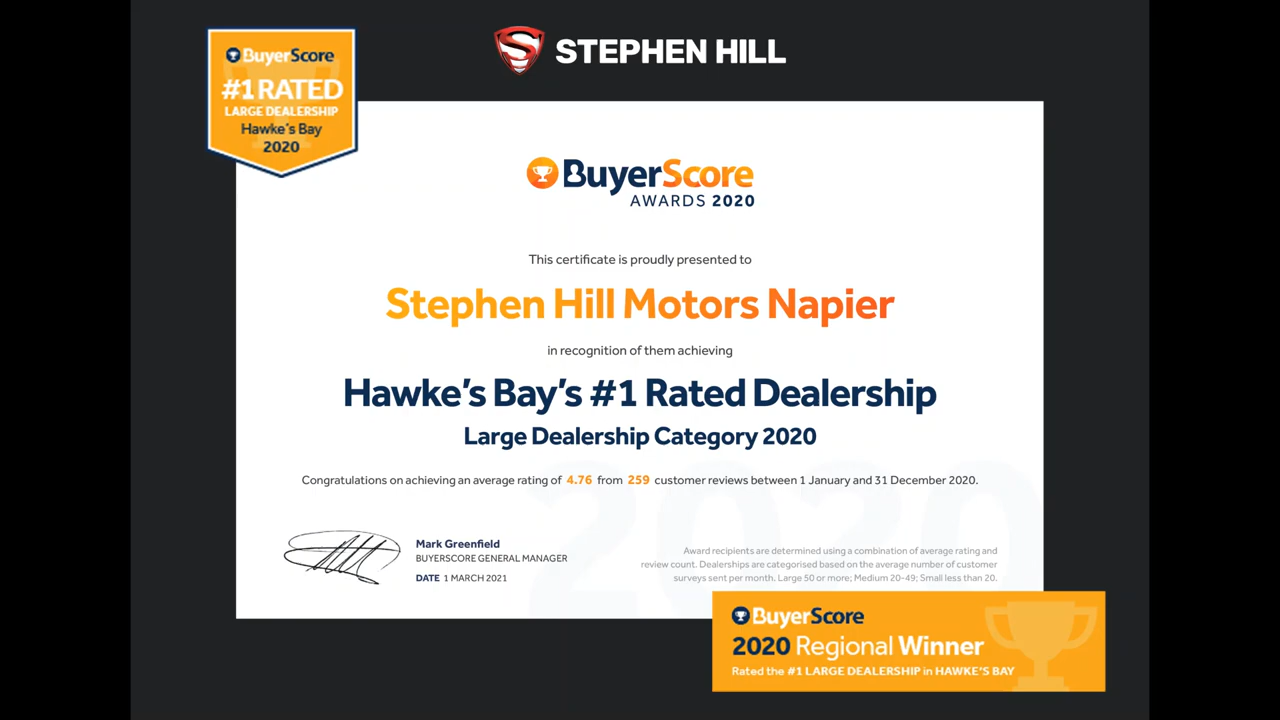 STEPHEN HILL
BuyerScore
#1 RATED
LARGE DEALERSHIP
Hawke's Bay
2020
BuyerScore
AWARDS 2020
This certificate is proudly presented to
Stephen Hill Motors Napier
in recognition of them achieving
Hawke's Bay's #1 Rated Dealership
Large Dealership Category 2020
Congratulations on achieving an average rating of 4.76 from 259 customer reviews between 1 January and 31 December 2020.
2020
Mark Greenfield
BUYERSCORE GENERAL MANAGER
DATE 1 MARCH 2021
Award recipients are determined using a combination of average rating and
review count. Dealerships are categorised based on the average number of customer
surveys sent per month. Large 50 or more; Medium 20-49; Small less than 20.
BuyerScore
2020 Regional Winner
Rated the #1 LARGE DEALERSHIP in HAWKE'S BAY